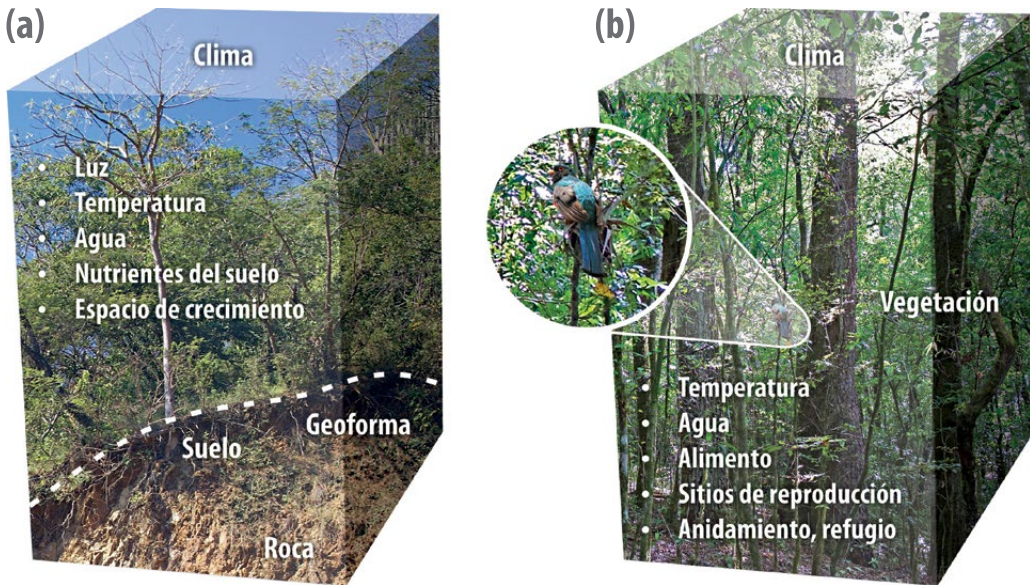 (a)
Clima
• Luz
• Temperatura
• Agua
• Nutrientes del suelo
• Espacio de crecimiento
Geoforma
Suelo
Roca
(b)
Clima
Vegetación
• Temperatura
• Agua
• Alimento
• Sitios de reproducción
• Anidamiento, refugio